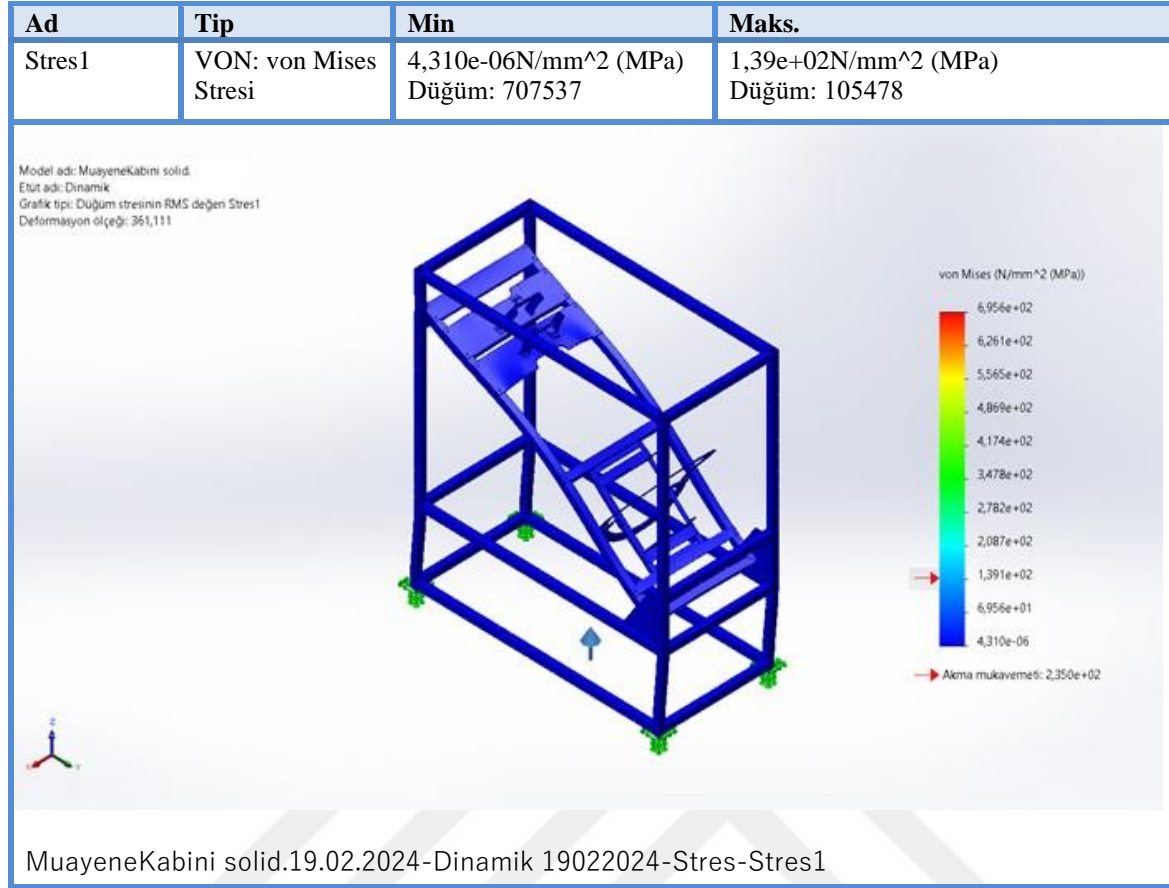 Ad Tip Min Maks.
Stres1 VON: von Mises 4,310e-06N/mm^2 (MPa) 1,39e+02N/mm^2 (MPa)
Stresi Düğüm: 707537 Düğüm: 105478
Model adı: MuayeneKabini solid.
Etüt adı: Dinamik
Grafik tipi: Düğüm stresinin RMS değeri Stres1
Deformasyon ölçeği: 361,111
von Mises (N/mm^2 (MPa))
6,956e+02
6,261e+02
5,565e+02
4,869e+02
4,174e+02
3,478e+02
2,782e+02
2,087e+02
1,391e+02
6,956e+01
4,310e-06
Akma mukavemeti: 2,350e+02
Z
Y
MuayeneKabini solid.19.02.2024-Dinamik 19022024-Stres-Stres1